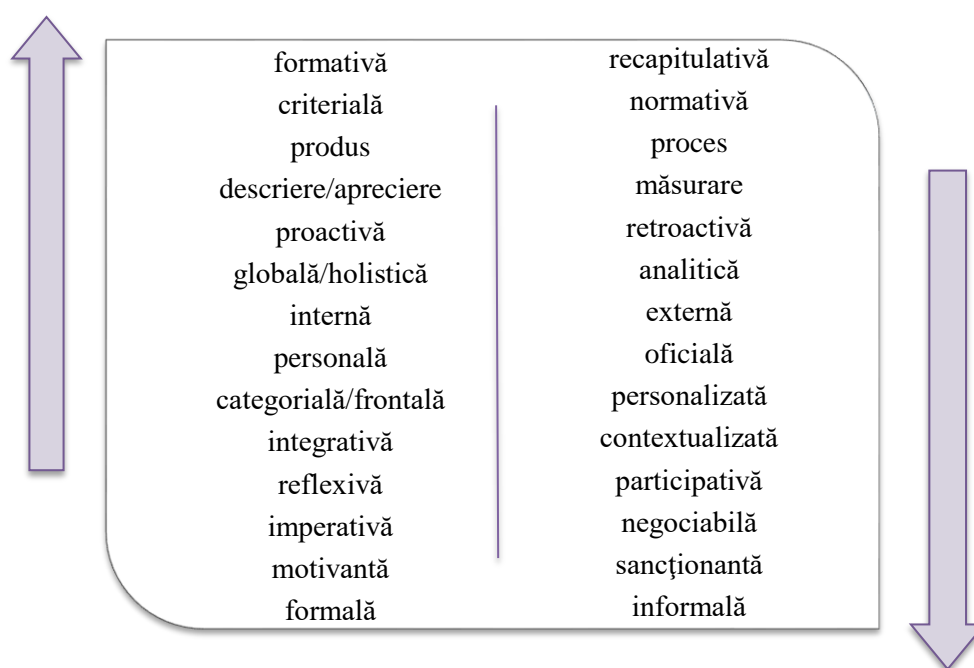 formativă
criterială
produs
descriere/apreciere
proactivă
globală/holistică
internă
personală
categorială/frontală
integrativă
reflexivă
imperativă
motivantă
formală
recapitulativă
normativă
proces
măsurare
retroactivă
analitică
externă
oficială
personalizată
contextualizată
participativă
negociabilă
sancţionantă
informală